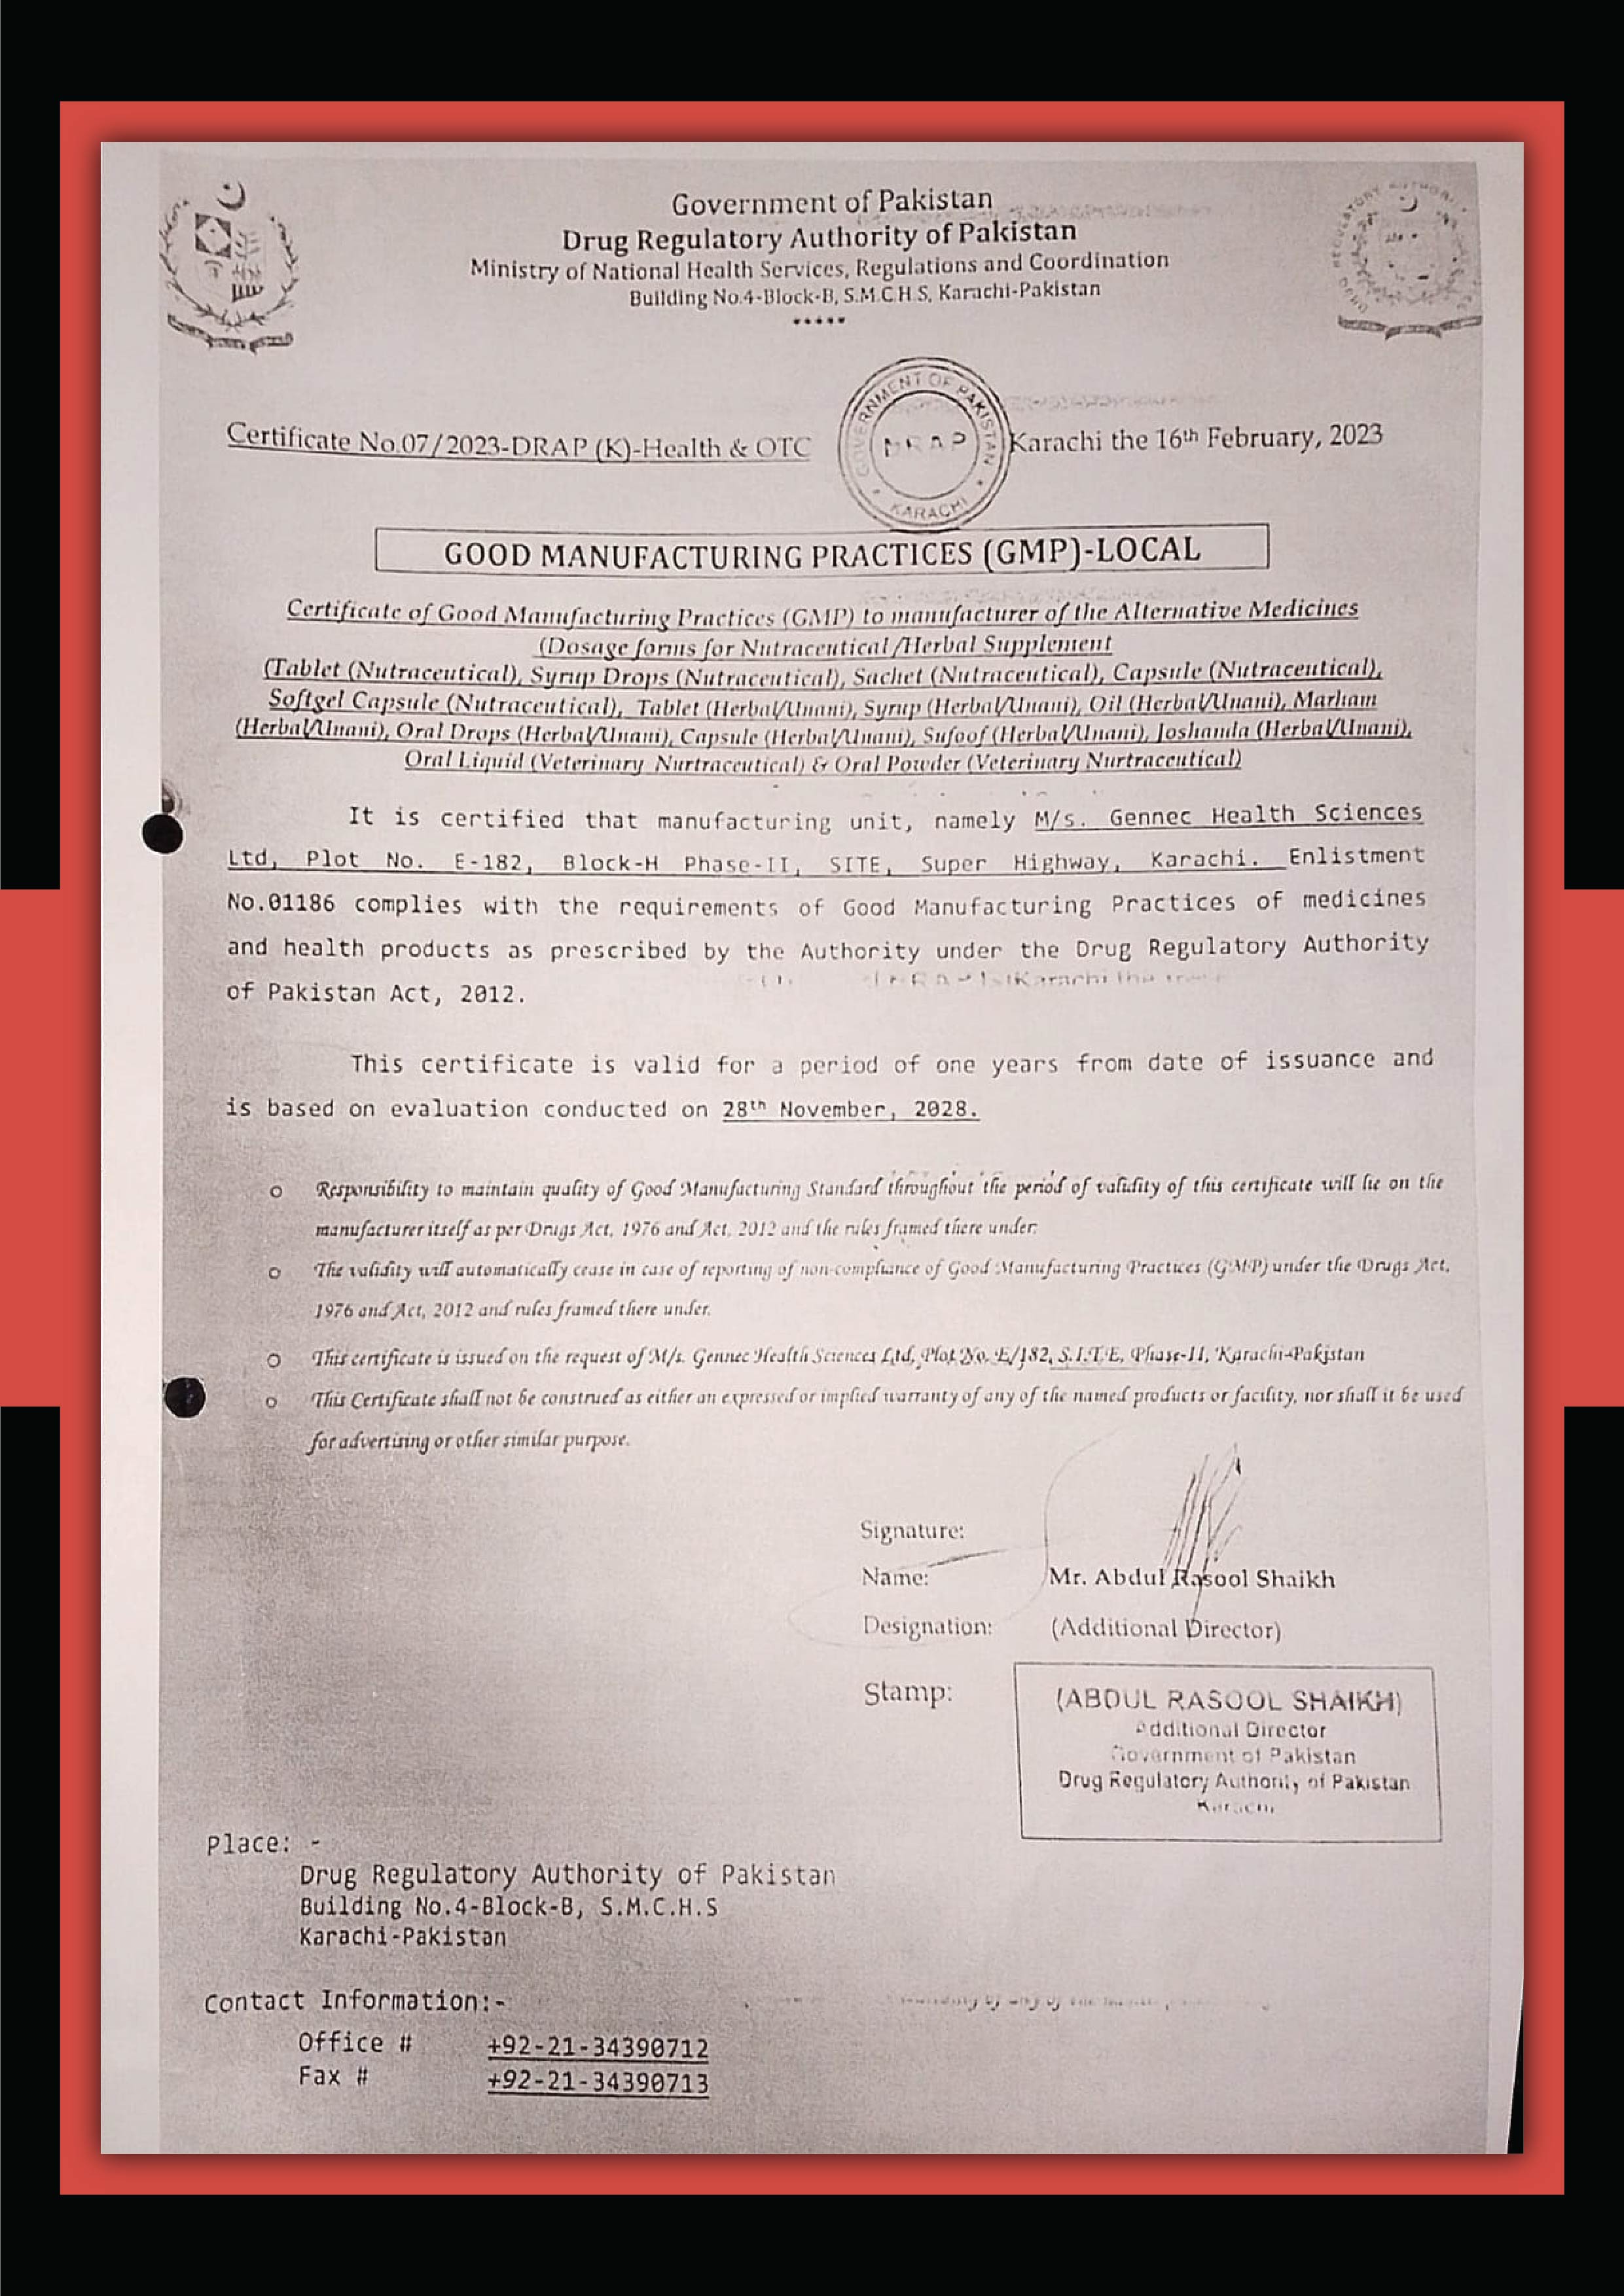 Government of Pakistan
Drug Regulatory Authority of Pakistan
Ministry of National Health Services, Regulations and Coordination
Building No.4-Block-B, S.M.C.H.S, Karachi-Pakistan
*****
Certificate No.07/2023-DRAP (K)-Health & OTC
GOVERNMENT OF PAKISTAN
DRAP
KARACHI
Karachi the 16th February, 2023
GOOD MANUFACTURING PRACTICES (GMP)-LOCAL
Certificate of Good Manufacturing Practices (GMP) to manufacturer of the Alternative Medicines
(Dosage forms for Nutraceutical/Herbal Supplement
(Tablet (Nutraceutical), Syrup Drops (Nutraceutical), Sachet (Nutraceutical), Capsule (Nutraceutical),
Softgel Capsule (Nutraceutical), Tablet (Herbal/Unani), Syrup (Herbal/Unani), Oil (Herbal/Unani), Marham
(Herbal/Unani), Oral Drops (Herbal/Unani), Capsule (Herbal/Unani), Sufoof (Herbal/Unani), Joshanda (Herbal/Unani),
Oral Liquid (Veterinary Nurtraceutical) & Oral Powder (Veterinary Nurtraceutical)
It is certified that manufacturing unit, namely M/s. Gennec Health Sciences
Ltd, Plot No. E-182, Block-H Phase-II, SITE, Super Highway, Karachi. Enlistment
No.01186 complies with the requirements of Good Manufacturing Practices of medicines
and health products as prescribed by the Authority under the Drug Regulatory Authority
of Pakistan Act, 2012.
This certificate is valid for a period of one years from date of issuance and
is based on evaluation conducted on 28th November, 2028.
o Responsibility to maintain quality of Good Manufacturing Standard throughout the period of validity of this certificate will lie on the
manufacturer itself as per Drugs Act, 1976 and Act, 2012 and the rules framed there under.
o The validity will automatically cease in case of reporting of non-compliance of Good Manufacturing Practices (GMP) under the Drugs Act,
1976 and Act, 2012 and rules framed there under.
o This certificate is issued on the request of M/s. Gennec Health Sciences Ltd, Plot No. E/182, S.I.T.E, Phase-II, Karachi-Pakistan
o This Certificate shall not be construed as either an expressed or implied warranty of any of the named products or facility, nor shall it be used
for advertising or other similar purpose.
Signature:
Name: Mr. Abdul Rasool Shaikh
Designation: (Additional Director)
Stamp:
(ABDUL RASOOL SHAIKH)
Additional Director
Government of Pakistan
Drug Regulatory Authority of Pakistan
Karachi
Place: -
Drug Regulatory Authority of Pakistan
Building No.4-Block-B, S.M.C.H.S
Karachi-Pakistan
Contact Information:-
Office # +92-21-34390712
Fax # +92-21-34390713